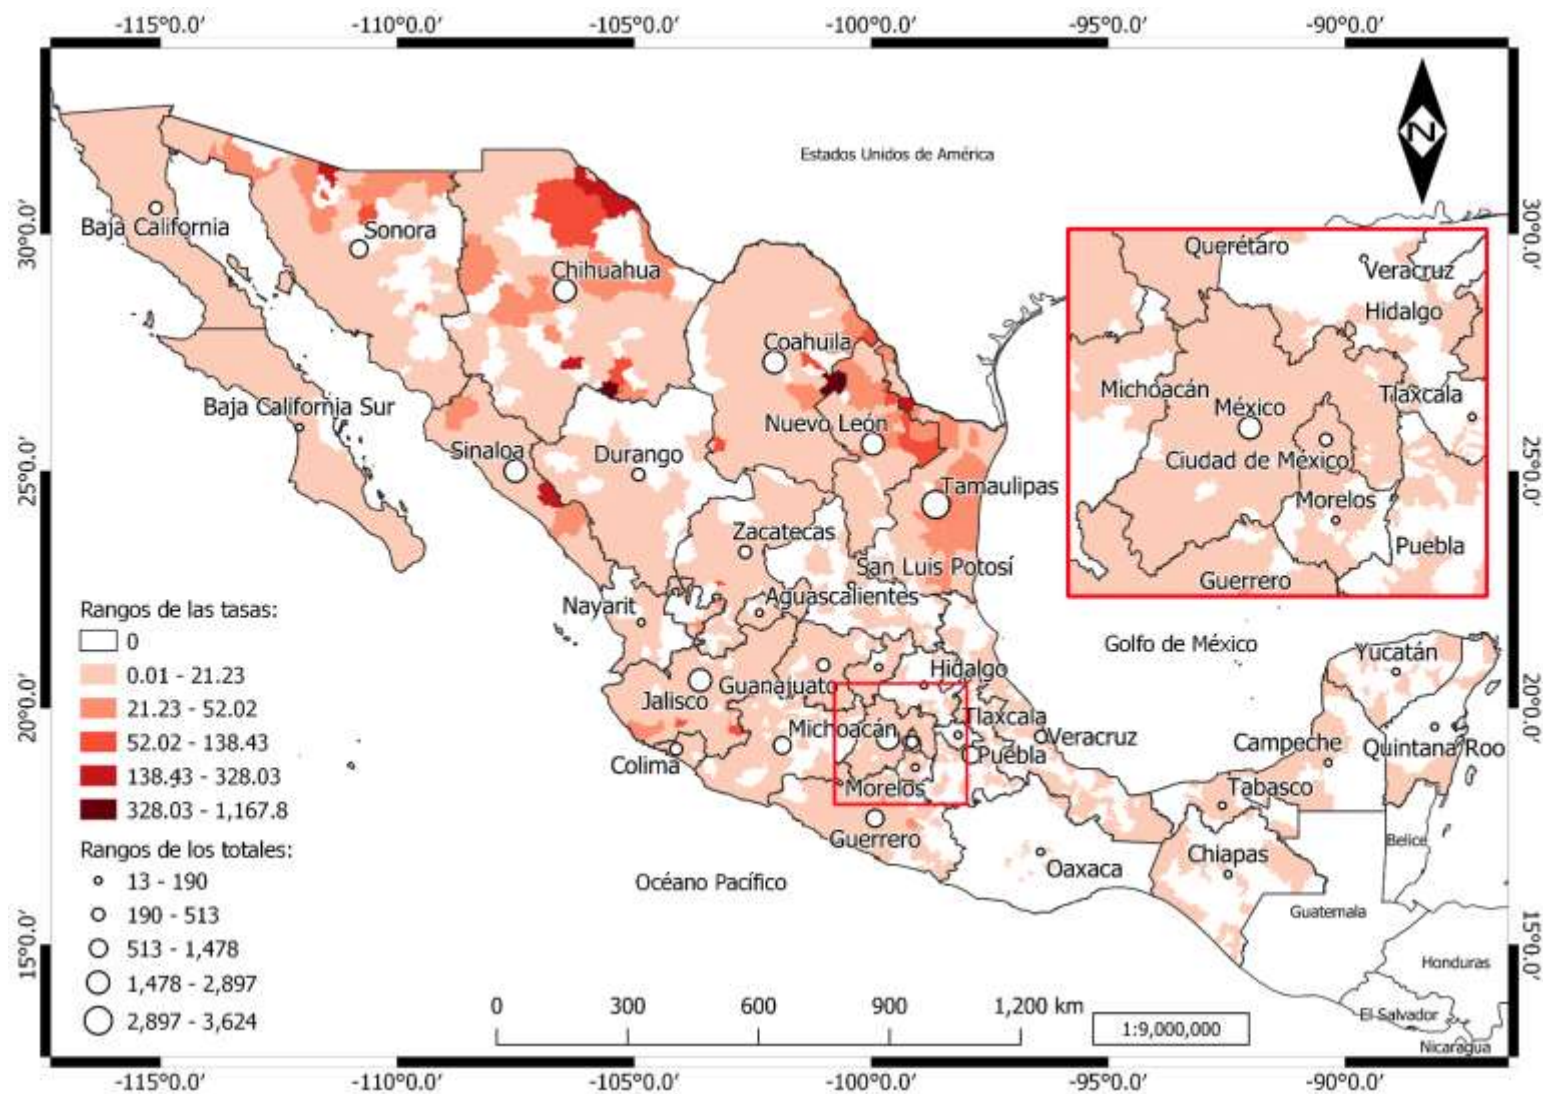 -115°0.0′ -110°0.0′ -105°0.0′ -100°0.0′ -95°0.0′ -90°0.0′
N
Estados Unidos de América
30°0.0′
30°0.0′
Baja California
Sonora
Chihuahua
Coahuila
Querétaro
Veracruz
Hidalgo
Michoacán
México
Tlaxcala
Ciudad de México
Morelos
Puebla
Guerrero
Baja California Sur
Nuevo León
Sinaloa
Durango
25°0.0′
25°0.0′
Tamaulipas
Zacatecas
San Luis Potosí
Nayarit
Aguascalientes
Golfo de México
Rangos de las tasas:
0
0.01 - 21.23
21.23 - 52.02
52.02 - 138.43
138.43 - 328.03
328.03 - 1,167.8
Yucatán
Hidalgo
Jalisco
Guanajuato
20°0.0′
20°0.0′
Michoacán
Tlaxcala
Veracruz
Campeche
Quintana Roo
Colima
Puebla
Morelos
Tabasco
Guerrero
Belice
Chiapas
Oaxaca
Océano Pacífico
Guatemala
Rangos de los totales:
13 - 190
190 - 513
513 - 1,478
1,478 - 2,897
2,897 - 3,624
15°0.0′
15°0.0′
Honduras
El Salvador
Nicaragua
0 300 600 900 1,200 km
1:9,000,000
-115°0.0′ -110°0.0′ -105°0.0′ -100°0.0′ -95°0.0′ -90°0.0′